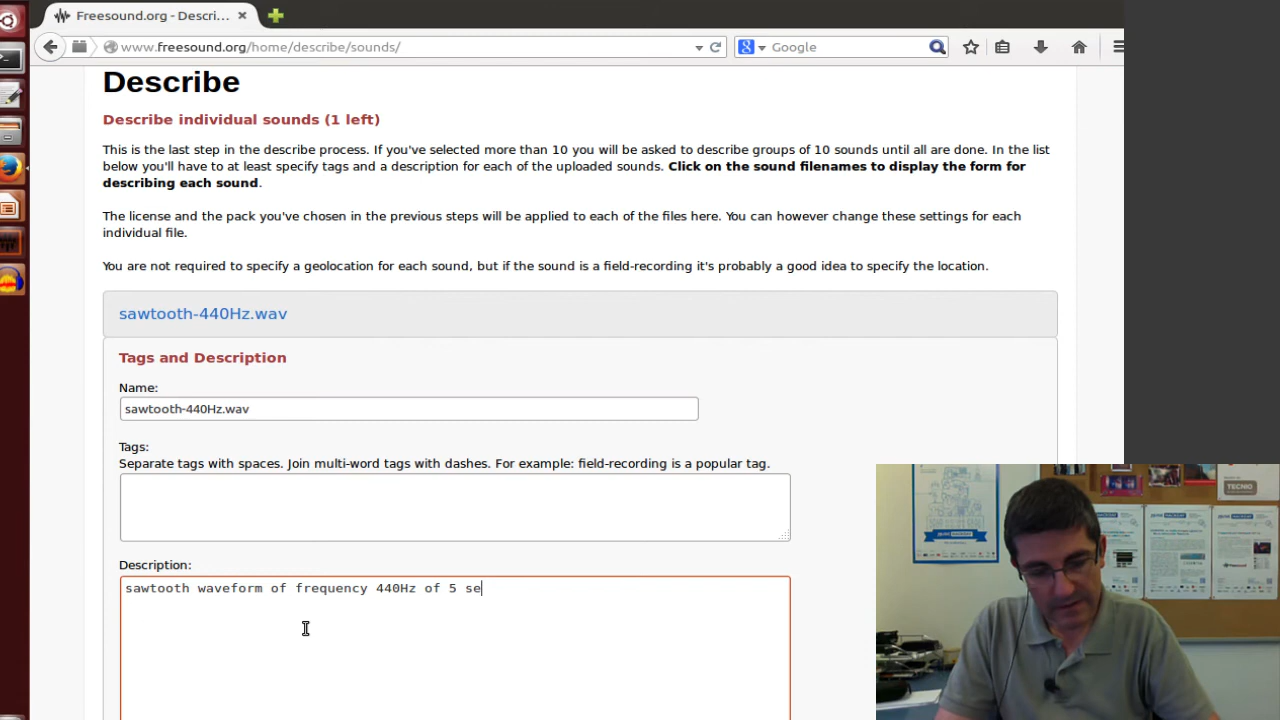 Freesound.org - Descri...
www.freesound.org/home/describe/sounds/
Google
Describe
Describe individual sounds (1 left)
This is the last step in the describe process. If you've selected more than 10 you will be asked to describe groups of 10 sounds until all are done. In the list
below you'll have to at least specify tags and a description for each of the uploaded sounds. Click on the sound filenames to display the form for
describing each sound.
The license and the pack you've chosen in the previous steps will be applied to each of the files here. You can however change these settings for each
individual file.
You are not required to specify a geolocation for each sound, but if the sound is a field-recording it's probably a good idea to specify the location.
sawtooth-440Hz.wav
Tags and Description
Name:
sawtooth-440Hz.wav
Tags:
Separate tags with spaces. Join multi-word tags with dashes. For example: field-recording is a popular tag.
Description:
sawtooth waveform of frequency 440Hz of 5 se
TECNO